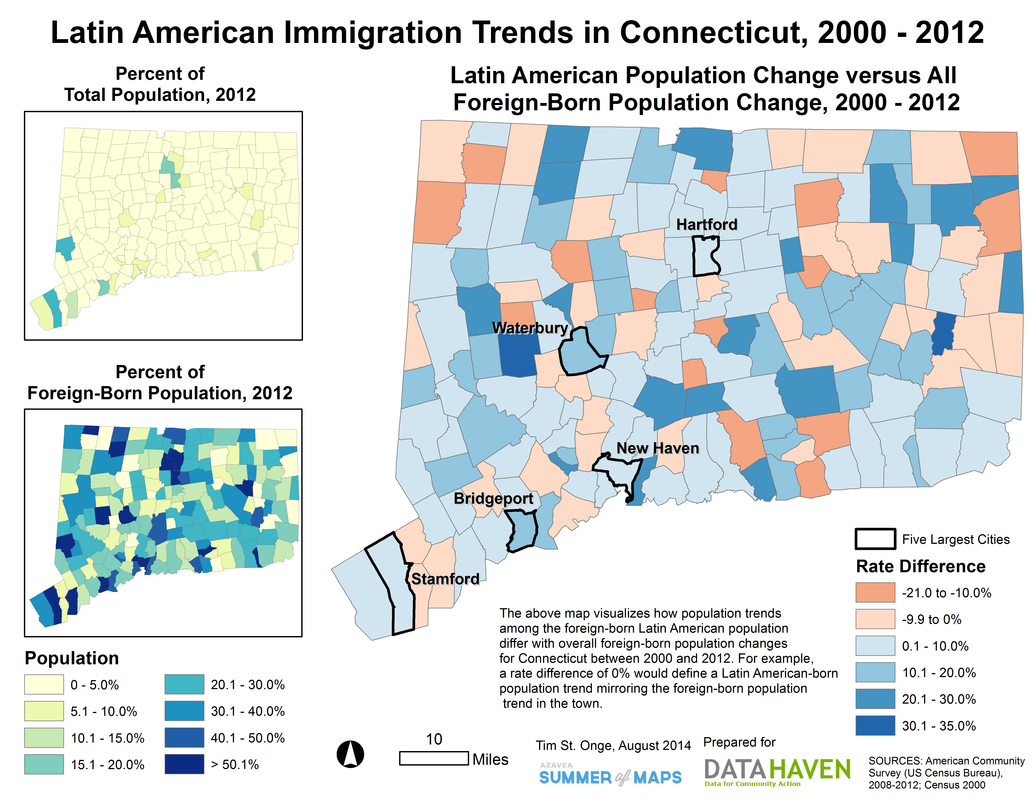 Latin American Immigration Trends in Connecticut, 2000 - 2012
Percent of
Total Population, 2012
Latin American Population Change versus All
Foreign-Born Population Change, 2000 - 2012
Hartford
Waterbury
New Haven
Bridgeport
Stamford
Percent of
Foreign-Born Population, 2012
Population
0 - 5.0%
5.1 - 10.0%
10.1 - 15.0%
15.1 - 20.0%
20.1 - 30.0%
30.1 - 40.0%
40.1 - 50.0%
> 50.1%
Five Largest Cities
Rate Difference
-21.0 to -10.0%
-9.9 to 0%
0.1 - 10.0%
10.1 - 20.0%
20.1 - 30.0%
30.1 - 35.0%
The above map visualizes how population trends
among the foreign-born Latin American population
differ with overall foreign-born population changes
for Connecticut between 2000 and 2012. For example,
a rate difference of 0% would define a Latin American-born
population trend mirroring the foreign-born population
trend in the town.
10
Miles
Tim St. Onge, August 2014
AZAVEA
SUMMER of MAPS
Prepared for
DATAHAVEN
Data for Community Action
SOURCES: American Community
Survey (US Census Bureau),
2008-2012; Census 2000